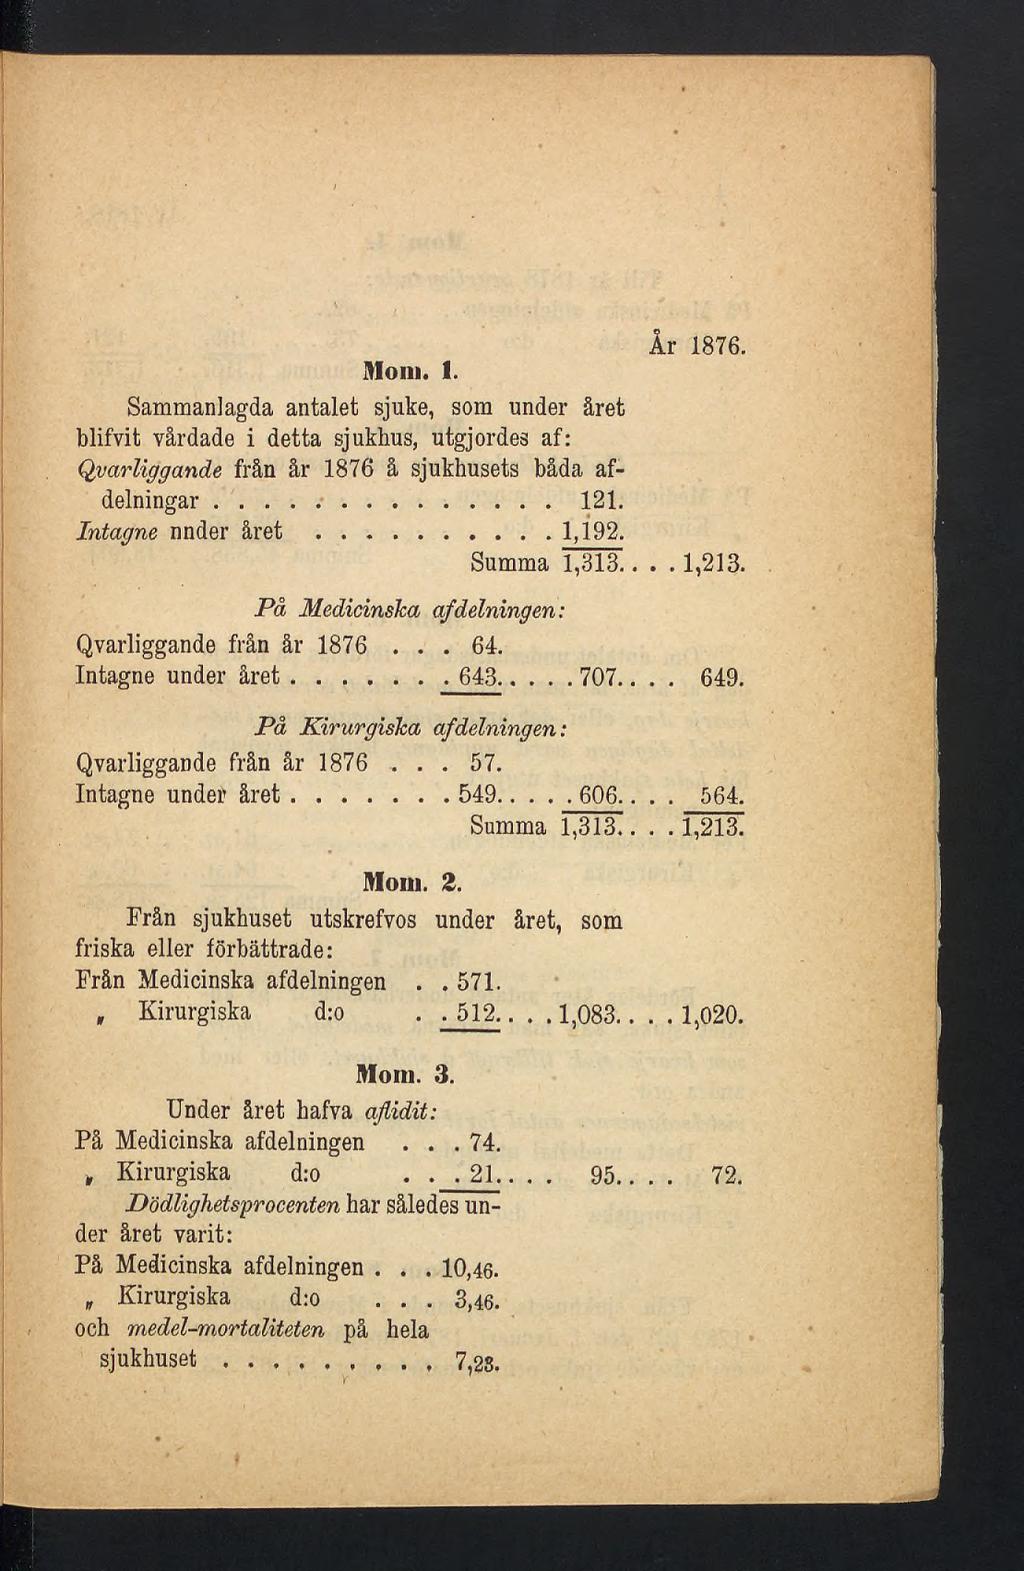 År 1876.
Mom. 1.
Sammanlagda antalet sjuke, som under året
blifvit vårdade i detta sjukhus, utgjordes af:
Qvarliggande från år 1876 å sjukhusets båda af-
delningar . . . . . . . . . . . . . . 121.
Intagne nnder året . . . . . . . . . . 1,192.
Summa 1,313. . . . 1,213.
På Medicinska afdelningen:
Qvarliggande från år 1876 . . . 64.
Intagne under året . . . . . . . 643. . . . . 707. . . . 649.
På Kirurgiska afdelningen:
Qvarliggande från år 1876 . . . 57.
Intagne under året . . . . . . . 549. . . . . 606. . . . 564.
Summa 1,313. . . . 1,213.
Mom. 2.
Från sjukhuset utskrefvos under året, som
friska eller förbättrade:
Från Medicinska afdelningen . . 571.
„ Kirurgiska d:o . . 512. . . . 1,083. . . . 1,020.
Mom. 3.
Under året hafva aflidit:
På Medicinska afdelningen . . . 74.
„ Kirurgiska d:o . . . 21. . . . 95. . . . 72.
Dödlighetsprocenten har således un-
der året varit:
På Medicinska afdelningen . . . 10,46.
„ Kirurgiska d:o . . . 3,46.
och medel-mortaliteten på hela
sjukhuset . . . . . . . . . 7,23.